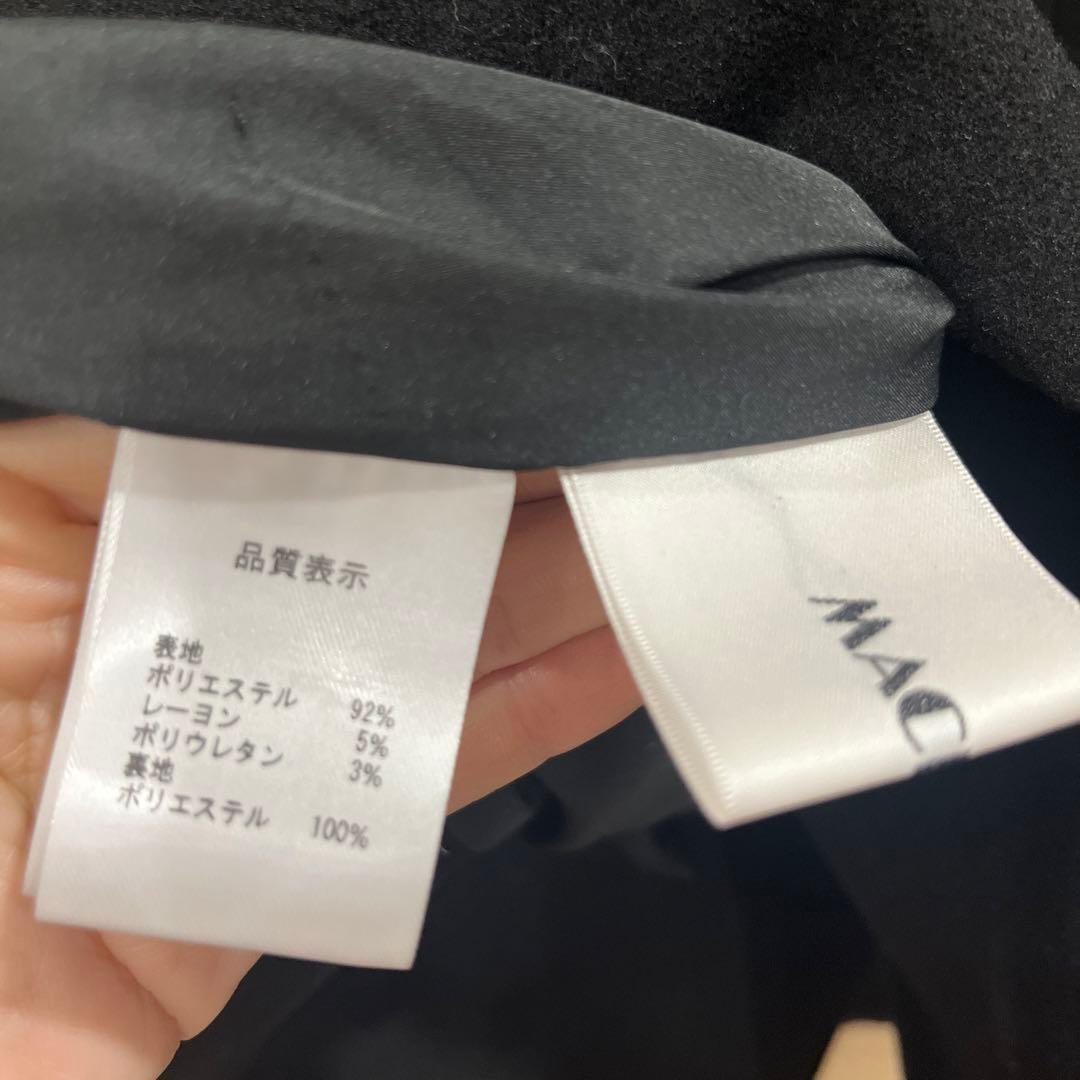 品質表示
表地
ポリエステル 92%
レーヨン 5%
ポリウレタン 3%
裏地
ポリエステル 100%
MAC